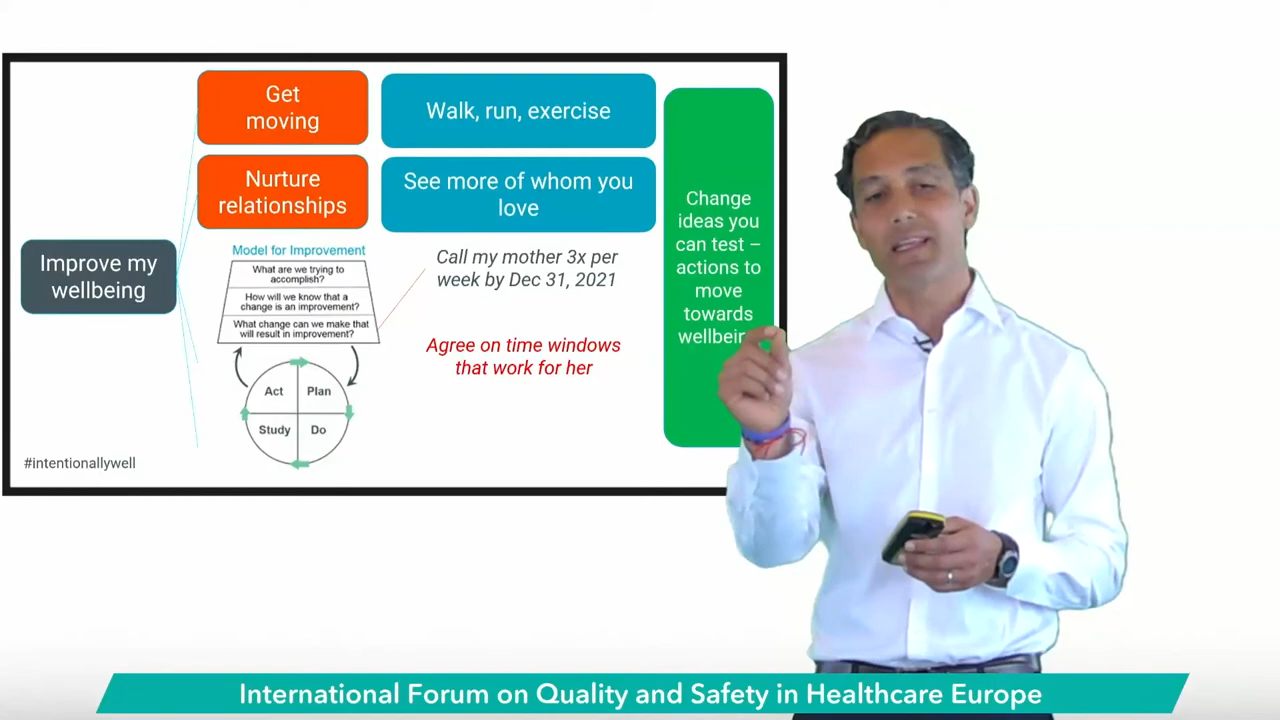 Get
moving
Walk, run, exercise
Nurture
relationships
See more of whom you
love
Improve my
wellbeing
Model for Improvement
What are we trying to
accomplish?
How will we know that a
change is an improvement?
What change can we make that
will result in improvement?
Act
Plan
Study
Do
Call my mother 3x per
week by Dec 31, 2021
Agree on time windows
that work for her
Change
ideas you
can test –
actions to
move
towards
#intentionallywell
International Forum on Quality and Safety in Healthcare Europe